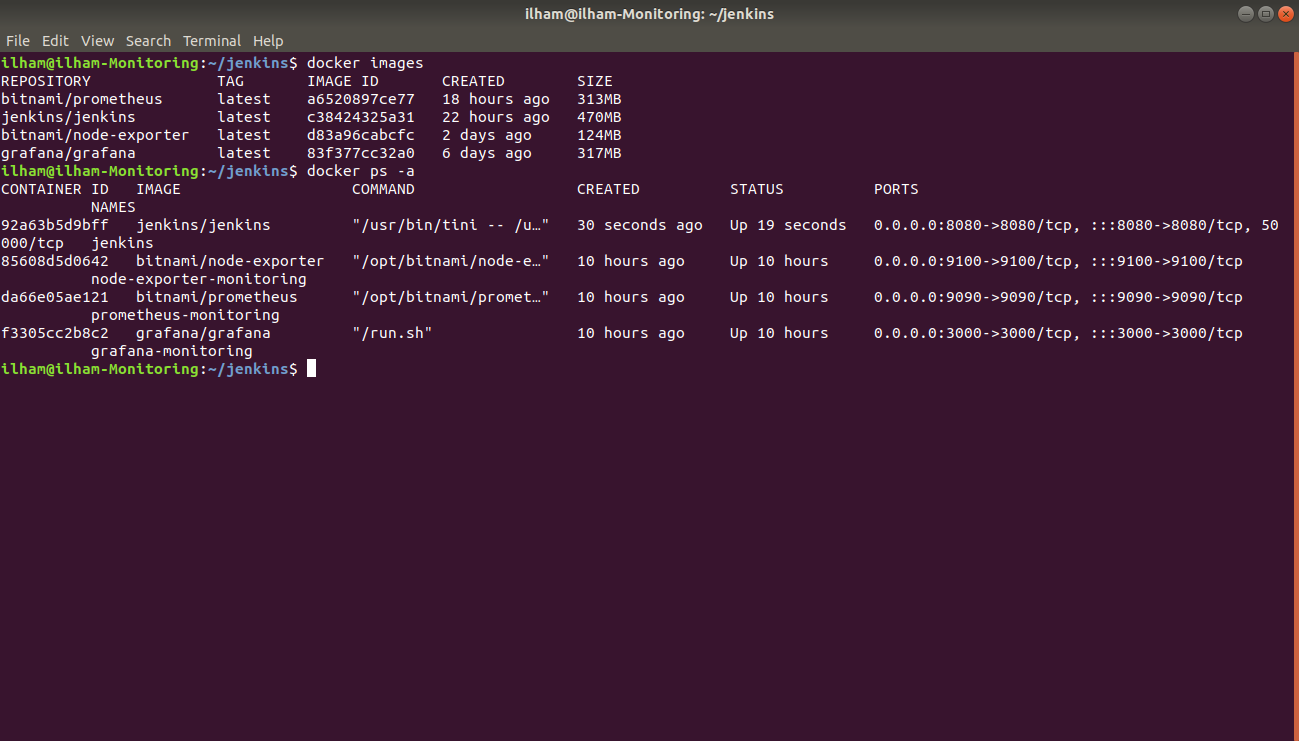 ilham@ilham-Monitoring: ~/jenkins
File Edit View Search Terminal Help
ilham@ilham-Monitoring:~/jenkins$ docker images
REPOSITORY              TAG       IMAGE ID       CREATED        SIZE
bitnami/prometheus      latest    a6520897ce77   18 hours ago   313MB
jenkins/jenkins         latest    c38424325a31   22 hours ago   470MB
bitnami/node-exporter   latest    d83a96cabcfc   2 days ago     124MB
grafana/grafana         latest    83f377cc32a0   6 days ago     317MB
ilham@ilham-Monitoring:~/jenkins$ docker ps -a
CONTAINER ID   IMAGE                   COMMAND                  CREATED          STATUS          PORTS
          NAMES
92a63b5d9bff   jenkins/jenkins         "/usr/bin/tini -- /u…"   30 seconds ago   Up 19 seconds   0.0.0.0:8080->8080/tcp, :::8080->8080/tcp, 50
000/tcp   jenkins
85608d5d0642   bitnami/node-exporter   "/opt/bitnami/node-e…"   10 hours ago     Up 10 hours     0.0.0.0:9100->9100/tcp, :::9100->9100/tcp
          node-exporter-monitoring
da66e05ae121   bitnami/prometheus      "/opt/bitnami/promet…"   10 hours ago     Up 10 hours     0.0.0.0:9090->9090/tcp, :::9090->9090/tcp
          prometheus-monitoring
f3305cc2b8c2   grafana/grafana         "/run.sh"                10 hours ago     Up 10 hours     0.0.0.0:3000->3000/tcp, :::3000->3000/tcp
          grafana-monitoring
ilham@ilham-Monitoring:~/jenkins$